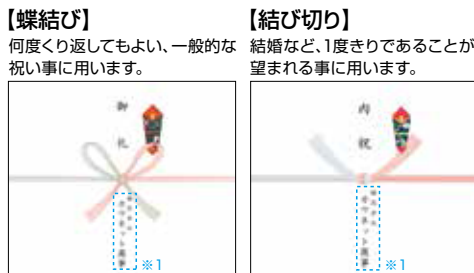 【蝶結び】
何度くり返してもよい、一般的な
祝い事に用います。
御礼
※1
【結び切り】
結婚など、1度きりであることが
望まれる事に用います。
内祝
※1